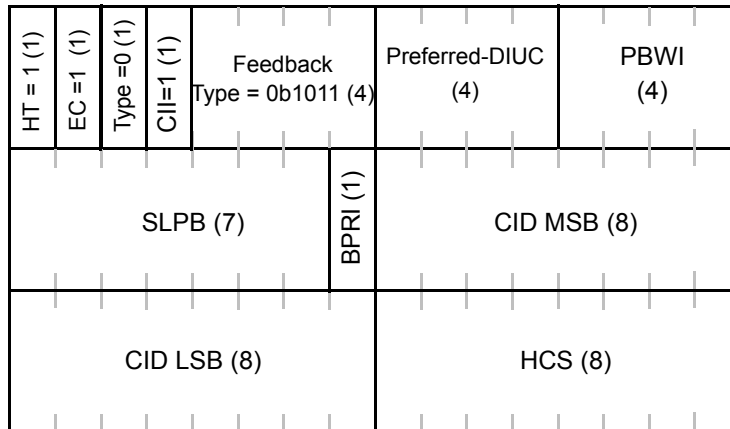 HT = 1 (1)
EC =1  (1)
Type =0 (1)
CII=1 (1)
Feedback
Type = 0b1011 (4)
Preferred-DIUC
(4)
PBWI
(4)
SLPB (7)
BPRI (1)
CID MSB (8)
CID LSB (8)
HCS (8)